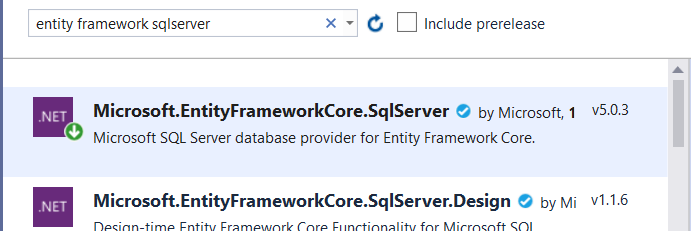 entity framework sqlserver
Include prerelease
.NET Microsoft.EntityFrameworkCore.SqlServer by Microsoft, 1 v5.0.3
Microsoft SQL Server database provider for Entity Framework Core.
.NET Microsoft.EntityFrameworkCore.SqlServer.Design by Mi v1.1.6
Design-time Entity Framework Core Functionality for Microsoft SQL